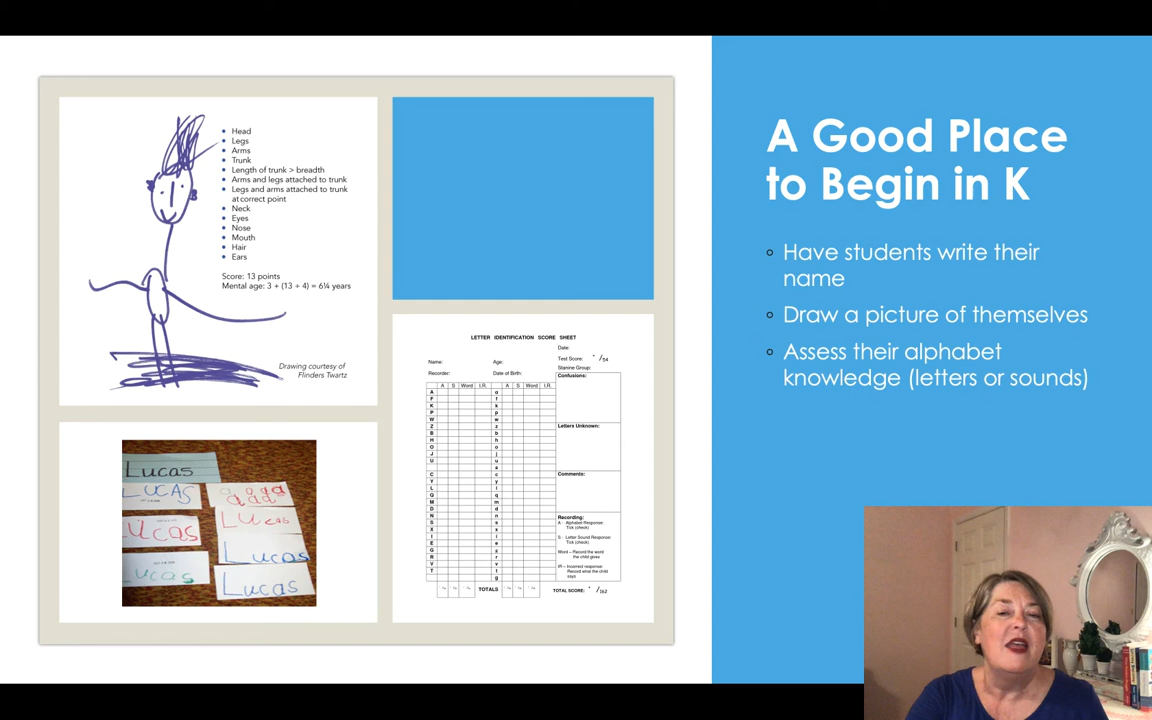 A Good Place
to Begin in K
Have students write their
name
Draw a picture of themselves
Assess their alphabet
knowledge (letters or sounds)
Head
Legs
Arms
Trunk
Length of trunk > breadth
Arms and legs attached to trunk
Legs and arms attached to trunk
at correct point
Neck
Eyes
Nose
Mouth
Hair
Ears
Score: 13 points
Mental age: 3 + (13 ÷ 4) = 6¼ years
Drawing courtesy of
Flinders Twartz
Lucas
LUCAS
Lucas
Lucas
Lucas
Lucas
Lucas
LETTER IDENTIFICATION SCORE SHEET
Date:
Name: Age: Test Score: /54
Stanine Group:
Recorder: Date of Birth:
A S Word I.R. A S Word I.R.
Confusions:
A a
F f
K k
P p
W w
Z z
B b
H h
O o
J j
U u
a
C c
Y y
L l
Q q
M m
D d
N n
S s
X x
I i
E e
G g
R r
V v
T t
g
Letters Unknown:
Comments:
Recording:
A - Alphabet Response:
Tick (check)
S - Letter Sound Response:
Tick (check)
Word – Record the word
the child gives
IR – Incorrect response:
Record what the child
says
TOTALS
TOTAL SCORE: /162